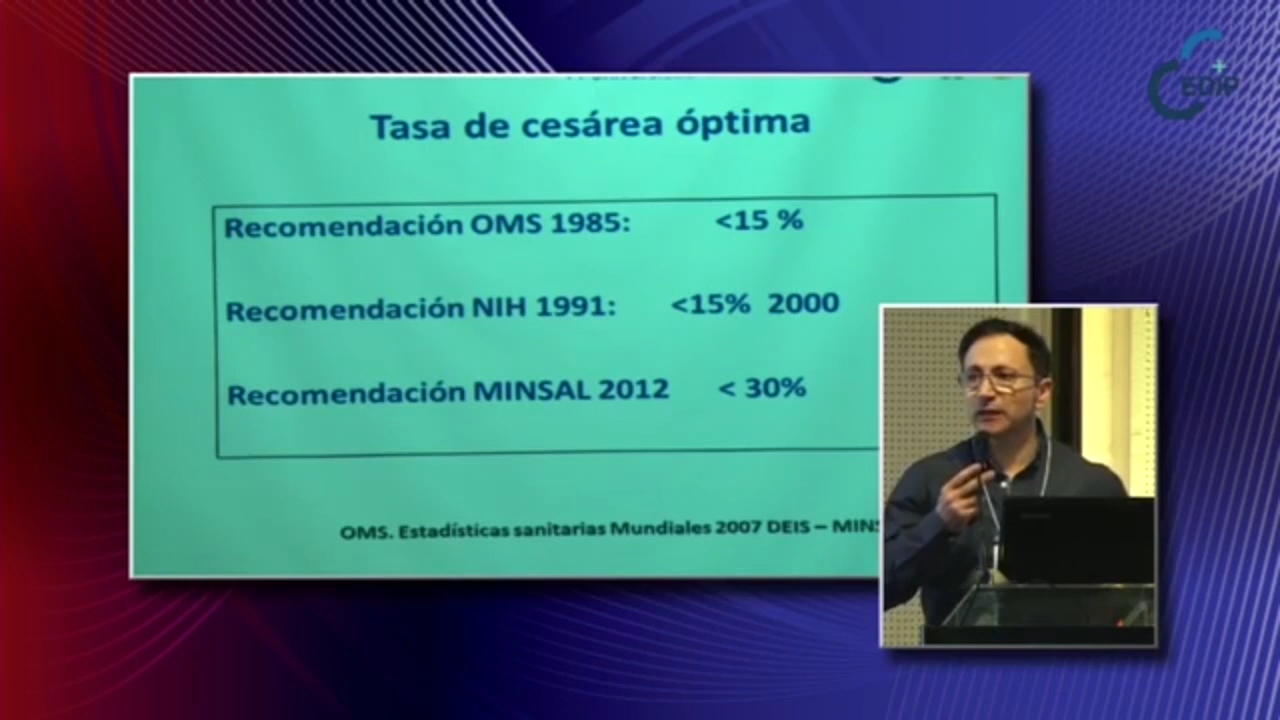 CEDIP
Tasa de cesárea óptima
Recomendación OMS 1985: <15 %
Recomendación NIH 1991: <15% 2000
Recomendación MINSAL 2012 < 30%
OMS. Estadísticas sanitarias Mundiales 2007 DEIS – MINS